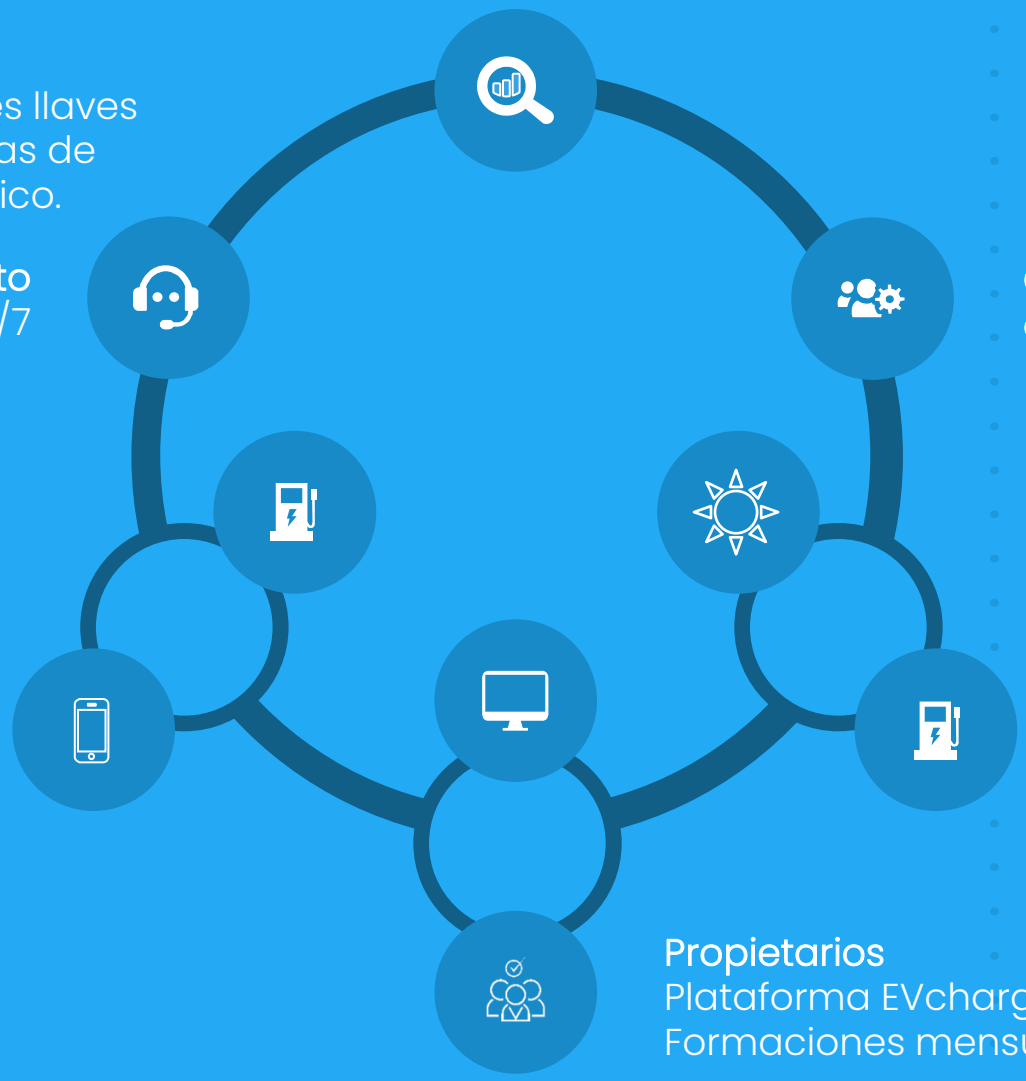 es llaves
as de
ico.
to
/7
Propietarios
Plataforma EVcharg
Formaciones mensu